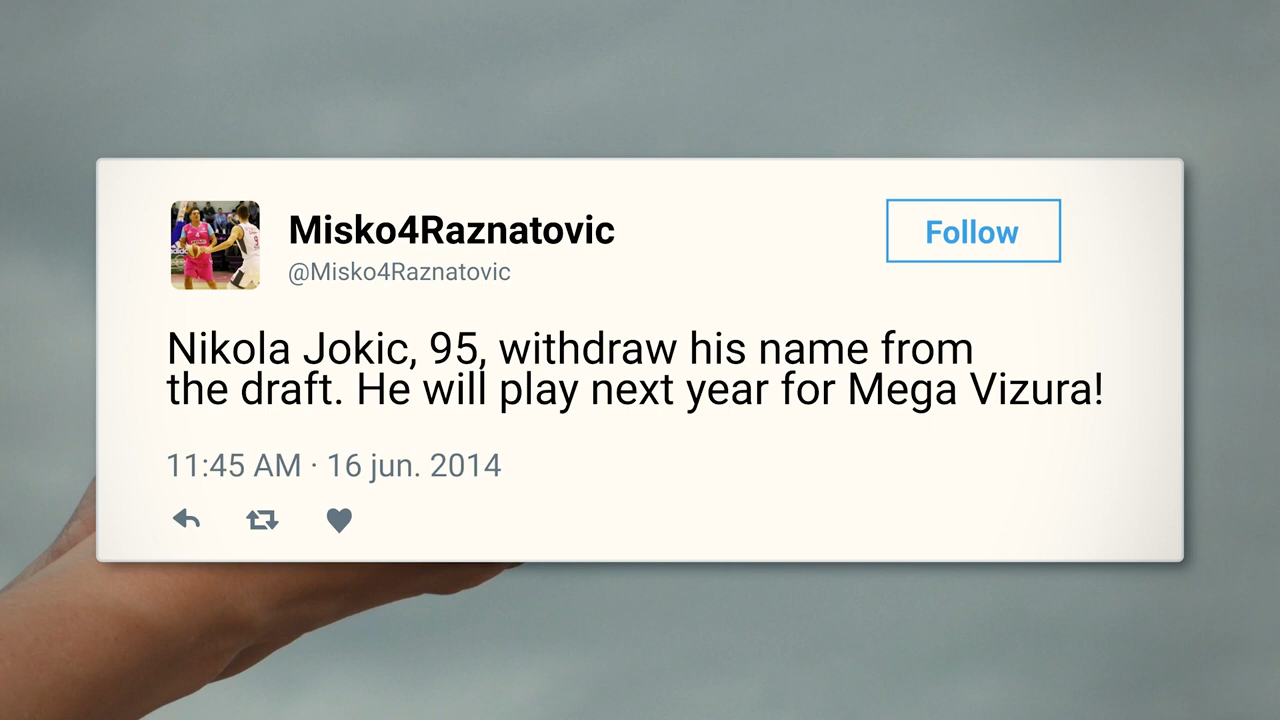 Misko4Raznatovic
Follow
@Misko4Raznatovic
Nikola Jokic, 95, withdraw his name from
the draft. He will play next year for Mega Vizura!
11:45 AM · 16 jun. 2014